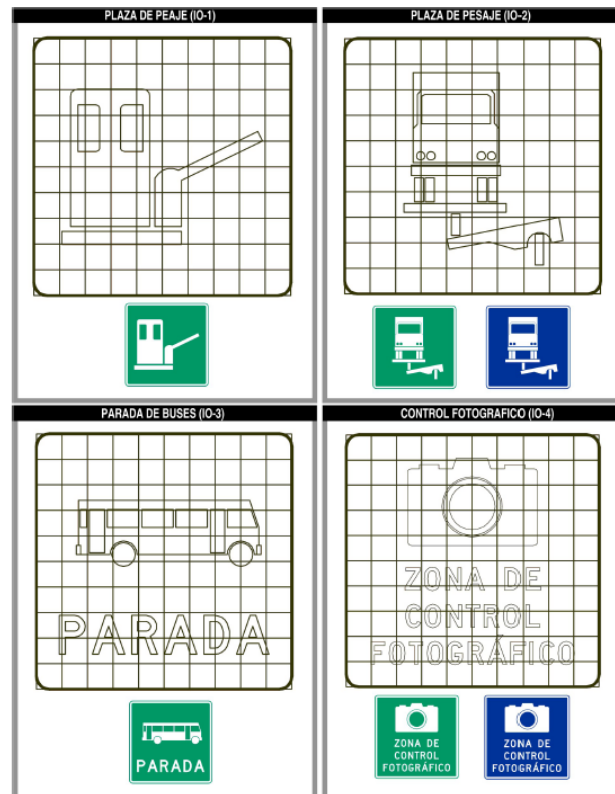 PLAZA DE PEAJE (IO-1)
PLAZA DE PESAJE (IO-2)
PARADA DE BUSES (IO-3)
PARADA
PARADA
CONTROL FOTOGRAFICO (IO-4)
ZONA DE
CONTROL
FOTOGRÁFICO
ZONA DE
CONTROL
FOTOGRÁFICO
ZONA DE
CONTROL
FOTOGRÁFICO